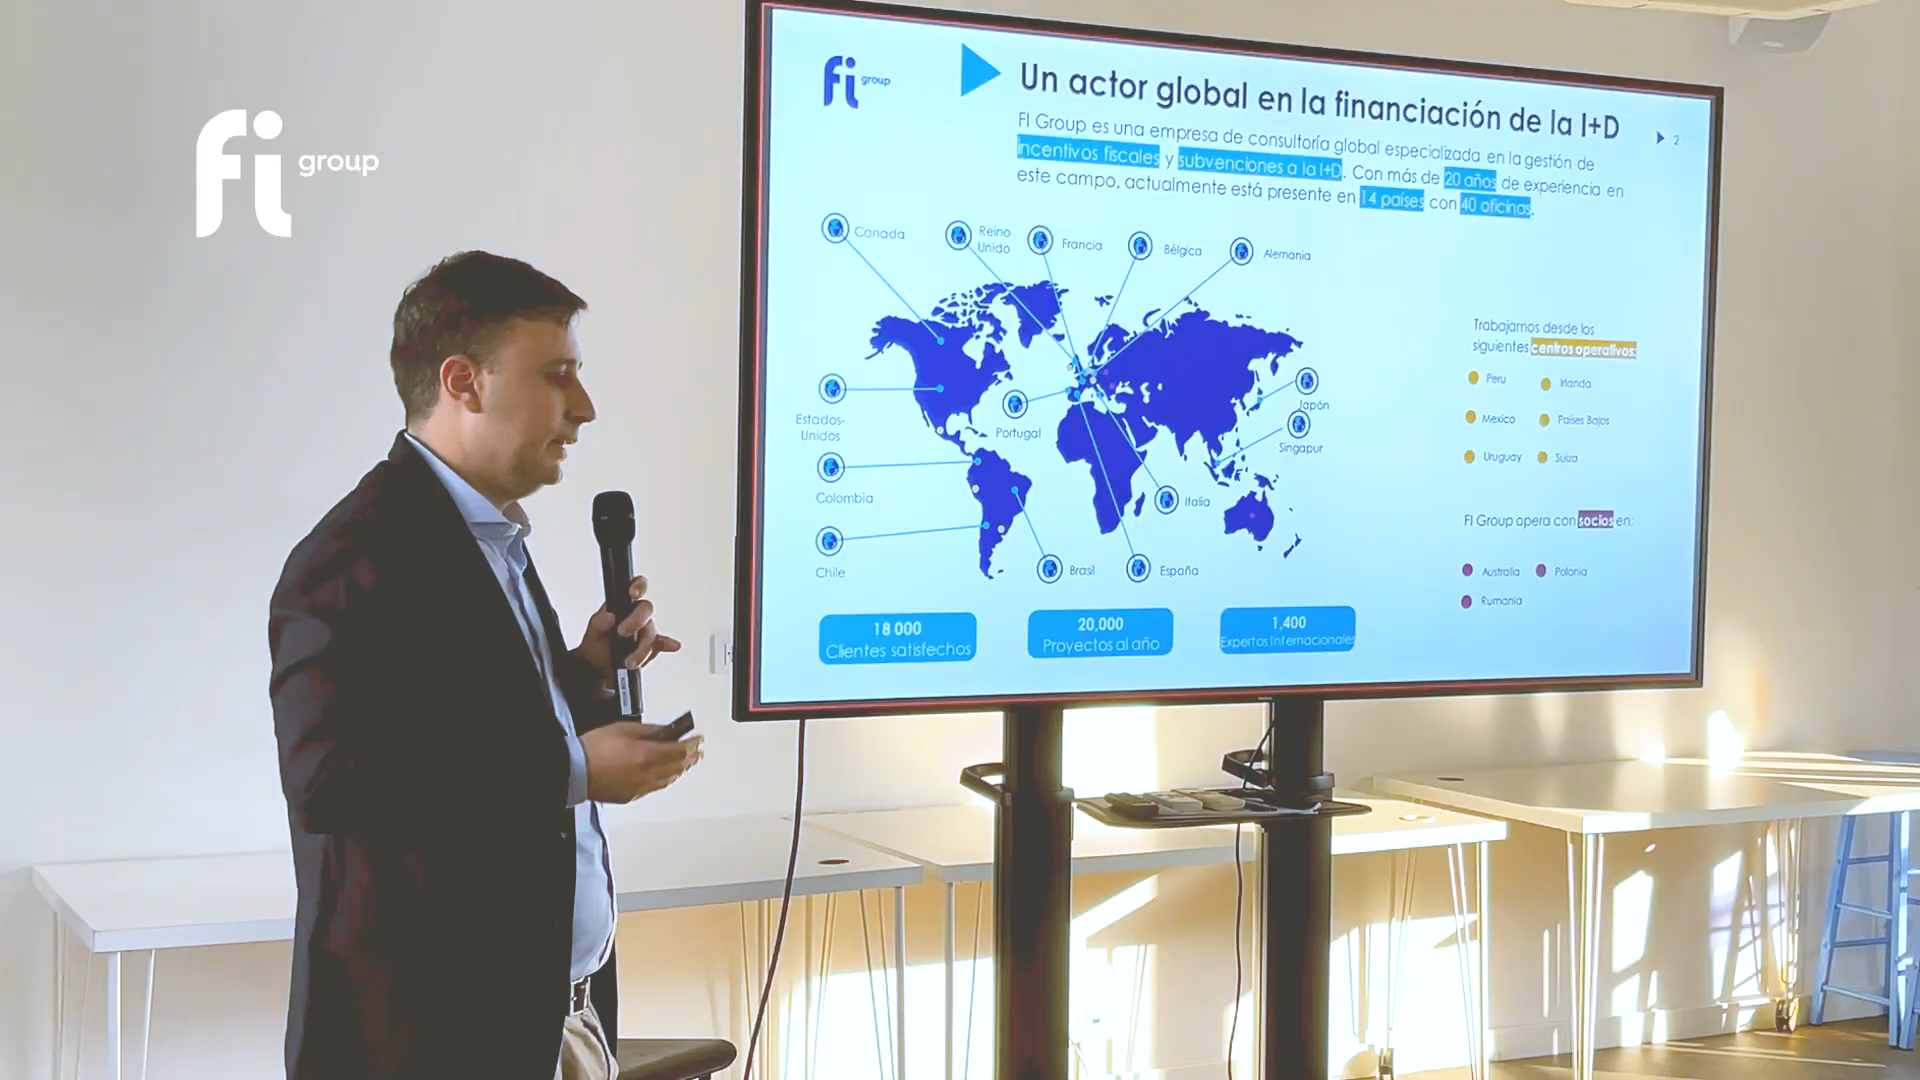 fi group
fi group
Un actor global en la financiación de la I+D
2
FI Group es una empresa de consultoría global especializada en la gestión de
incentivos fiscales y subvenciones a la I+D. Con más de 20 años de experiencia en
este campo, actualmente está presente en 14 países con 40 oficinas.
Canada
Reino
Unido
Francia
Bélgica
Alemania
Estados-
Unidos
Portugal
Japón
Singapur
Colombia
Italia
Chile
Brasil
España
Trabajamos desde los
siguientes centros operativos:
Peru
Irlanda
Mexico
Países Bajos
Uruguay
Suiza
FI Group opera con socios en:
Australia
Polonia
Rumania
18 000
Clientes satisfechos
20,000
Proyectos al año
1,400
Expertos Internacionales